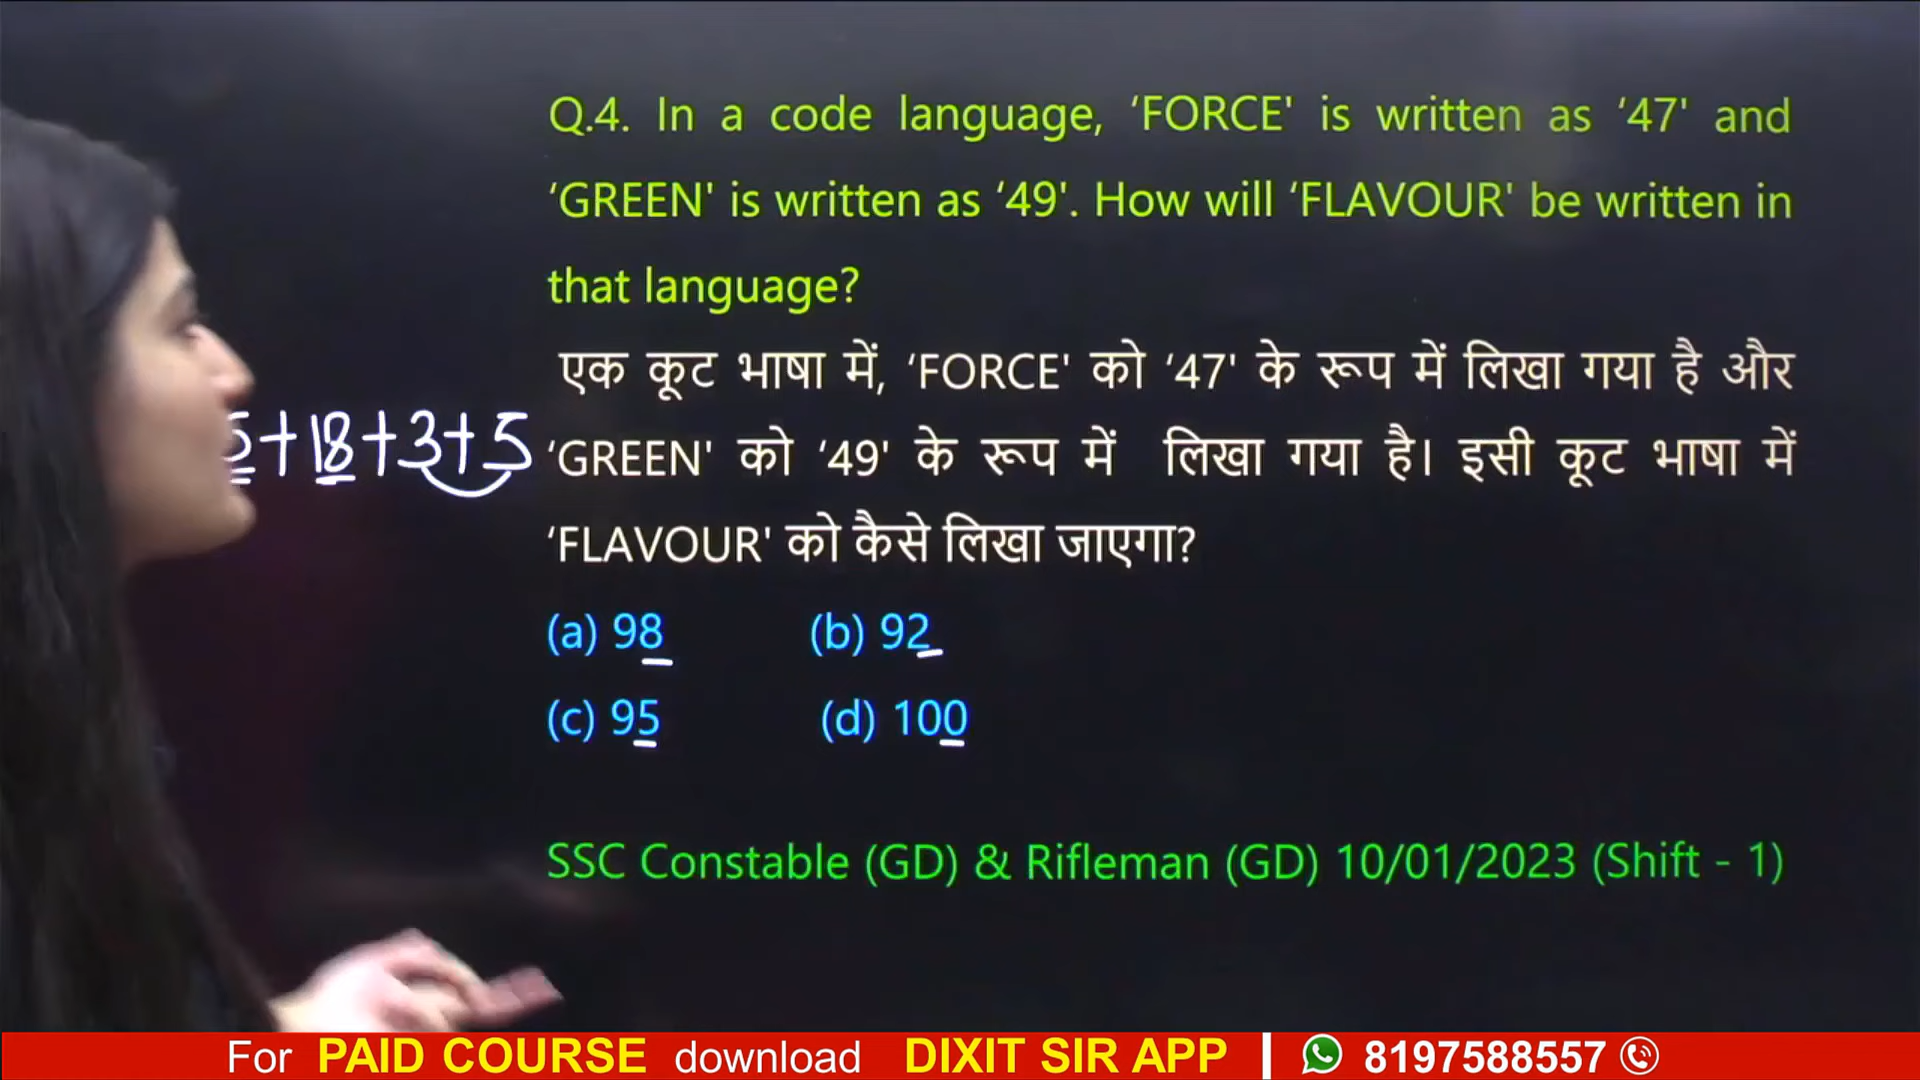 Q.4. In a code language, ‘FORCE' is written as ‘47' and
‘GREEN' is written as ‘49'. How will ‘FLAVOUR' be written in
that language?
एक कूट भाषा में, ‘FORCE' को ‘47' के रूप में लिखा गया है और
5+18+3+5
‘GREEN' को ‘49' के रूप में लिखा गया है। इसी कूट भाषा में
‘FLAVOUR' को कैसे लिखा जाएगा?
(a) 98 (b) 92
(c) 95 (d) 100
SSC Constable (GD) & Rifleman (GD) 10/01/2023 (Shift - 1)
For PAID COURSE download DIXIT SIR APP | 8197588557